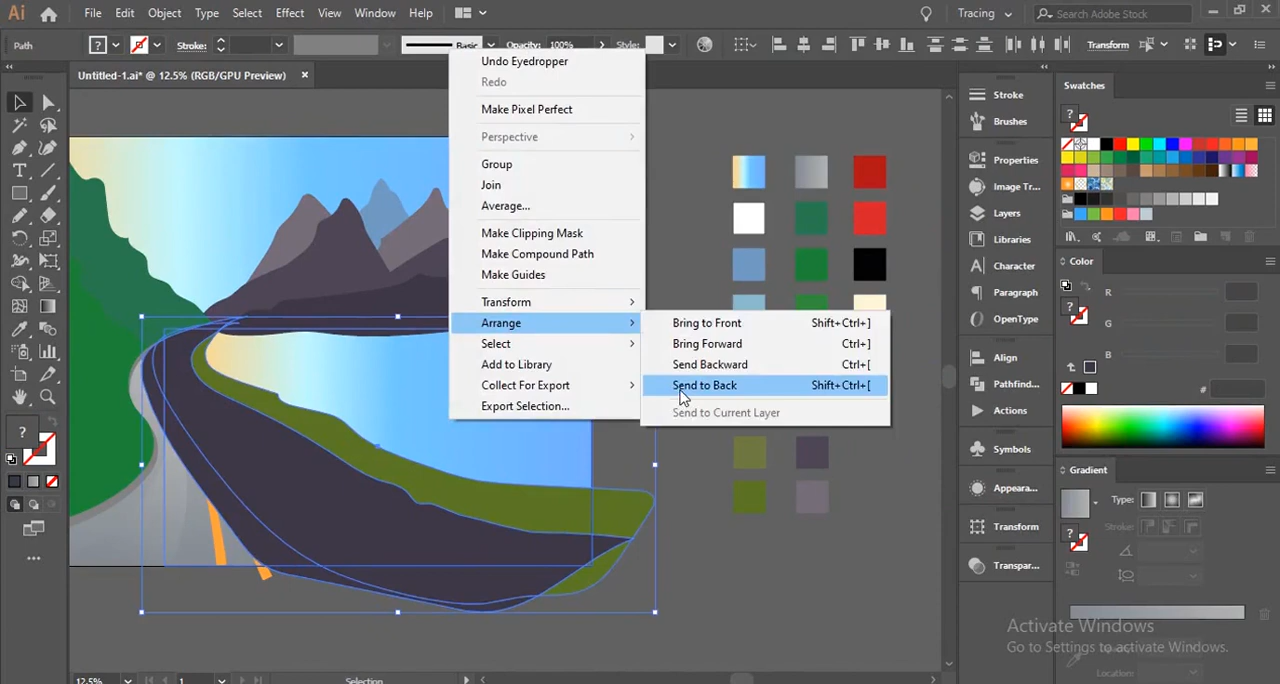 Ai File Edit Object Type Select Effect View Window Help Tracing Search Adobe Stock
Path ? Stroke: Basic Opacity: 100% Style: Transform
Untitled-1.ai* @ 12.5% (RGB/GPU Preview)
Undo Eyedropper
Redo
Make Pixel Perfect
Perspective
Group
Join
Average...
Make Clipping Mask
Make Compound Path
Make Guides
Transform
Arrange
Select
Add to Library
Collect For Export
Export Selection...
Bring to Front Shift+Ctrl+]
Bring Forward Ctrl+]
Send Backward Ctrl+[
Send to Back Shift+Ctrl+[
Send to Current Layer
Stroke
Brushes
Properties
Image Tr...
Layers
Libraries
Character
Paragraph
OpenType
Align
Pathfind...
Actions
Symbols
Appeara...
Transform
Transpar...
Swatches
?
Color
R
?
G
B
#
Gradient
Type:
Stroke:
?
Location:
Activate Windows
Go to Settings to activate Windows.
?
12.5% 1 Selection